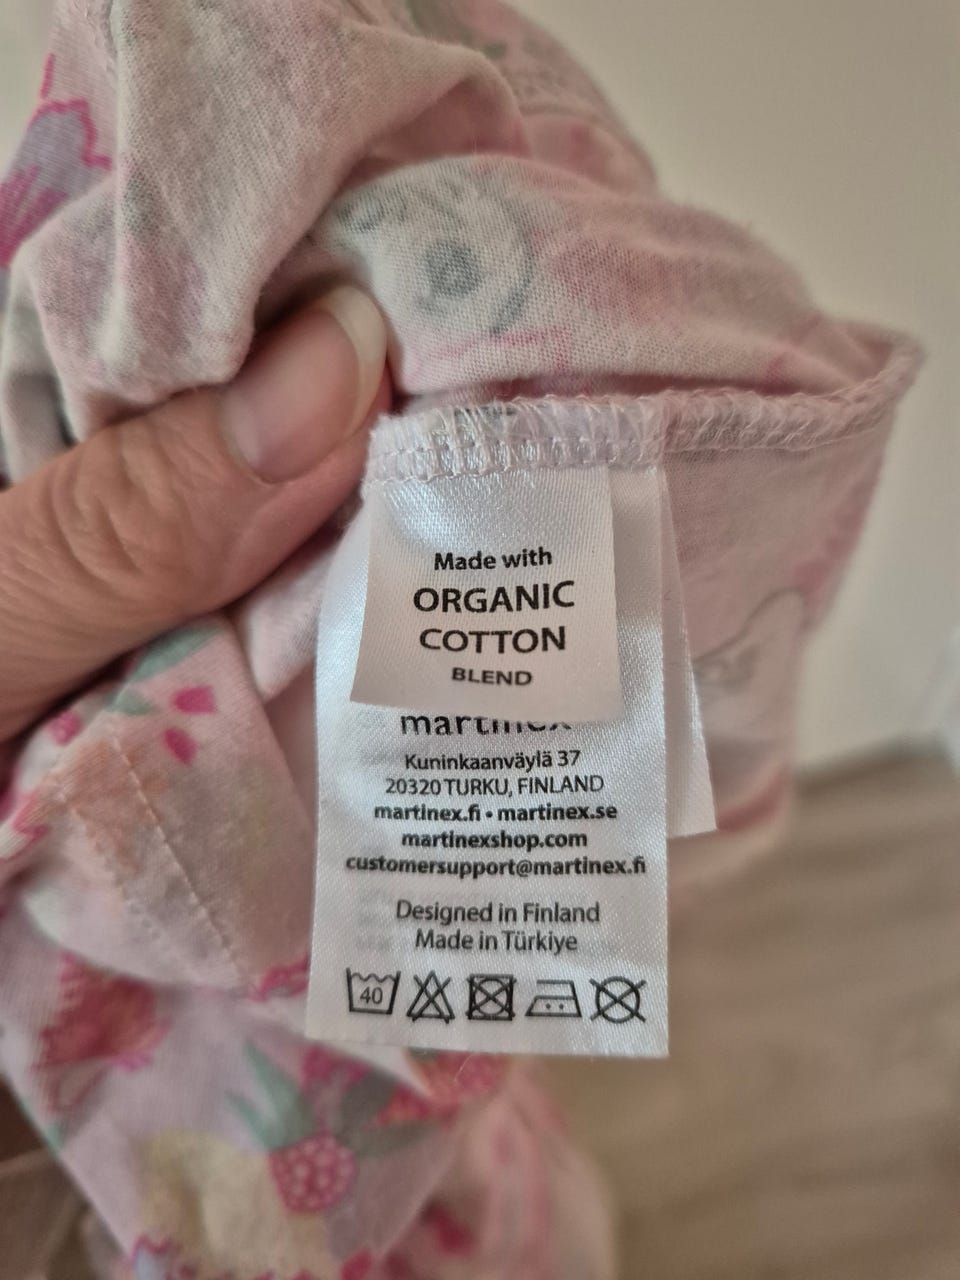 Made with
ORGANIC
COTTON
BLEND
martinex
Kuninkaanväylä 37
20320 TURKU, FINLAND
martinex.fi • martinex.se
martinexshop.com
customersupport@martinex.fi
Designed in Finland
Made in Türkiye
40